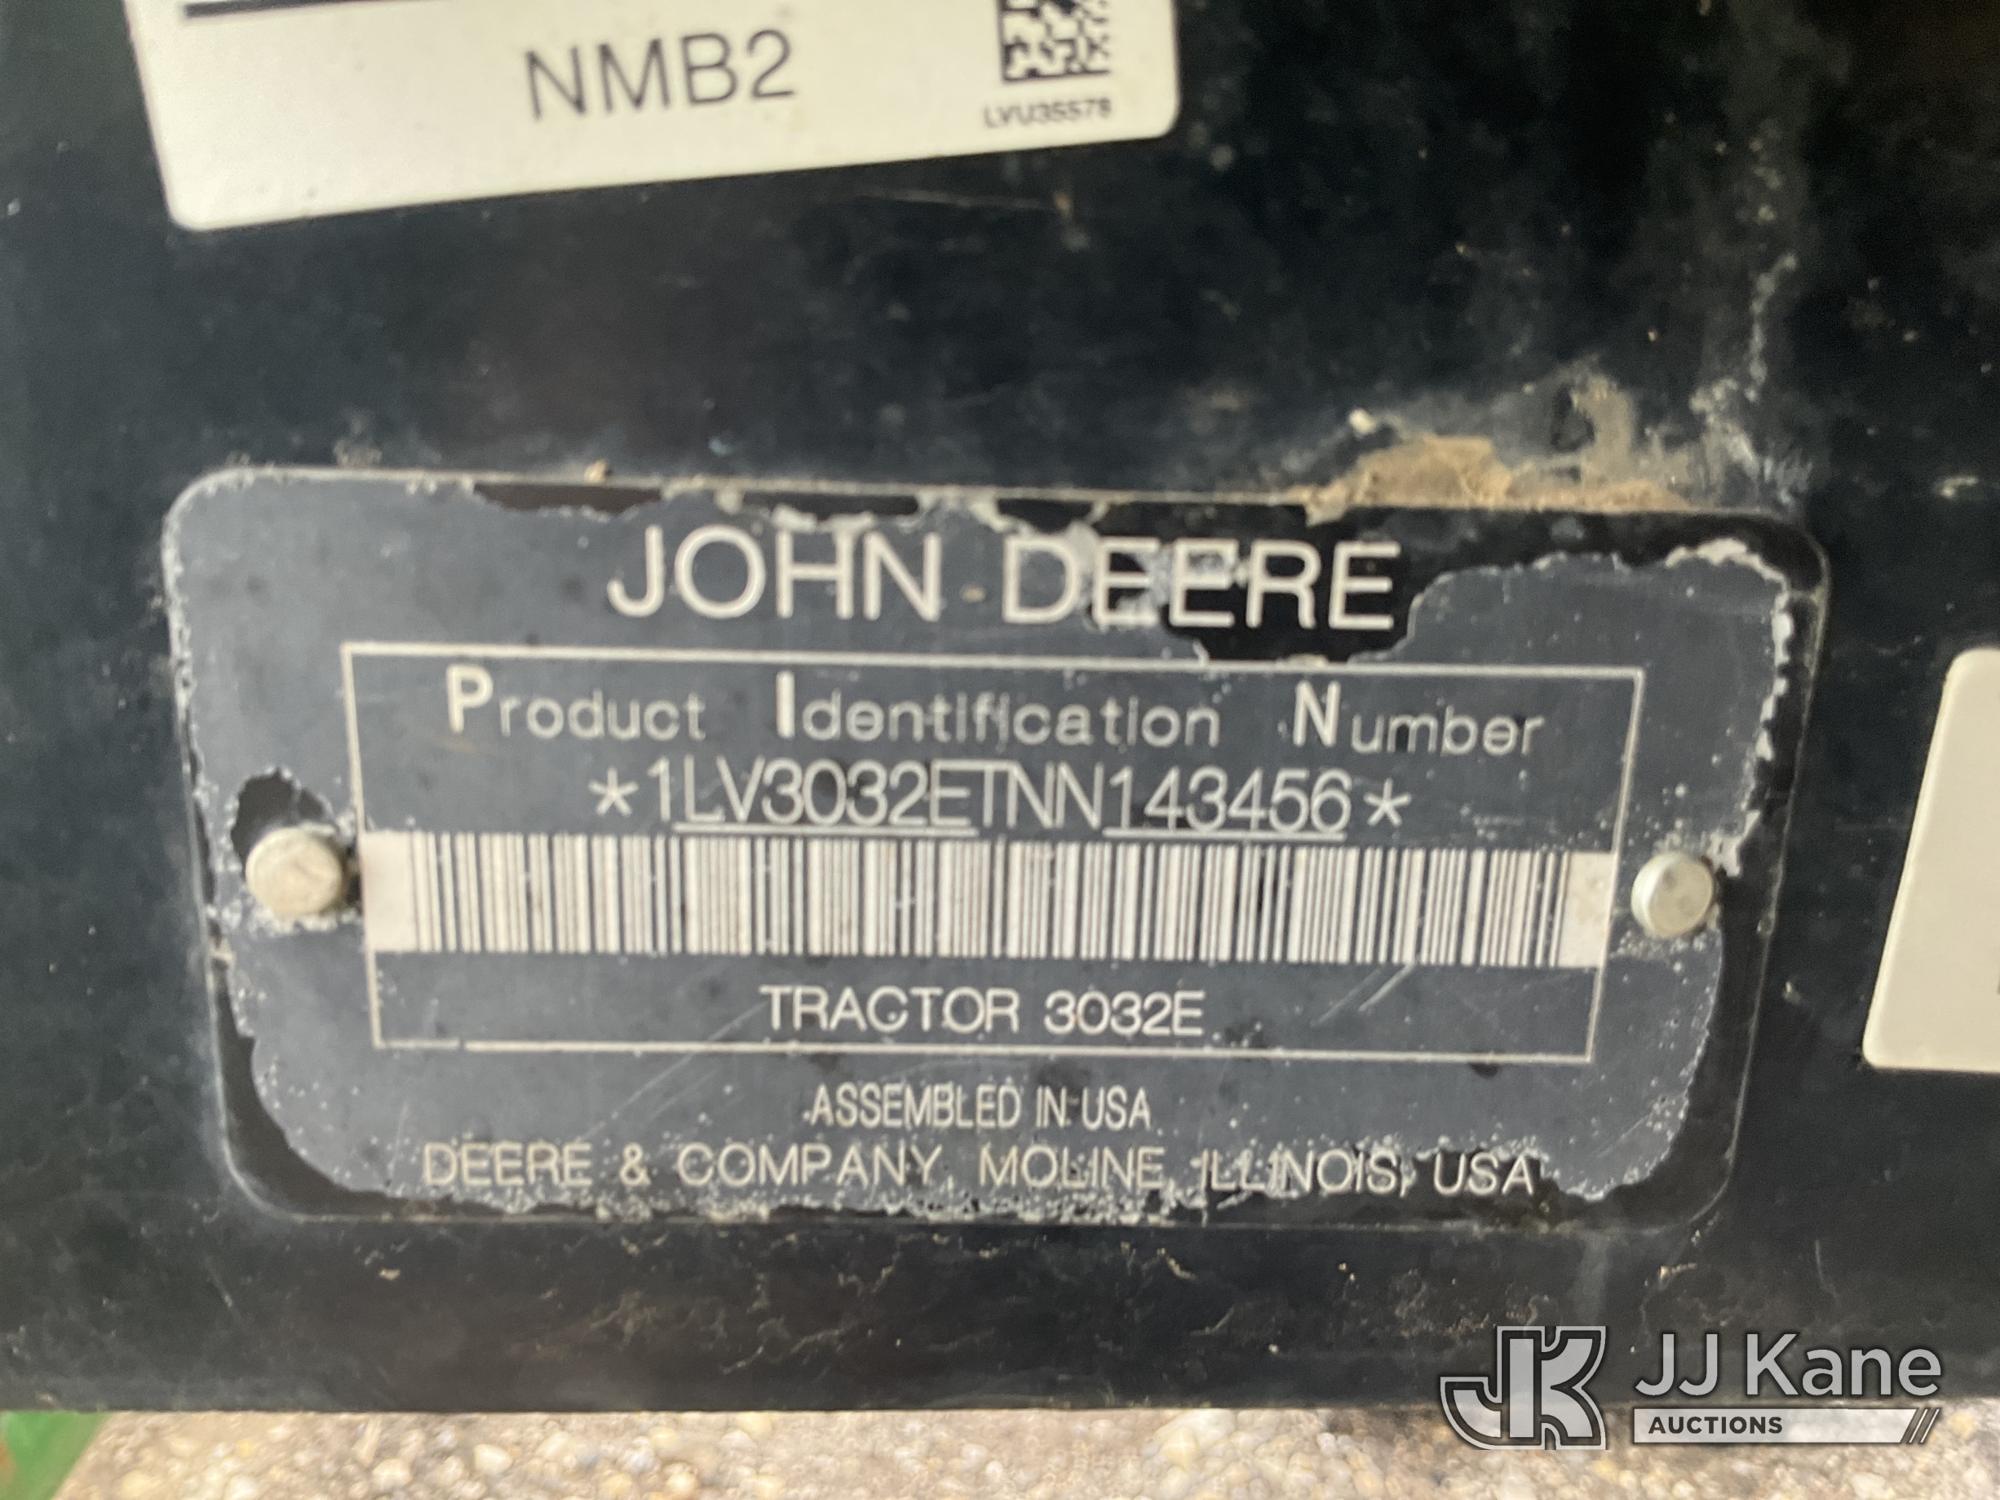 NMB2
LVU35578
JOHN DEERE
Product Identification Number
*1LV3032ETNN143456*
TRACTOR 3032E
ASSEMBLED IN USA
DEERE & COMPANY, MOLINE, ILLINOIS, USA
JK JJ Kane
AUCTIONS